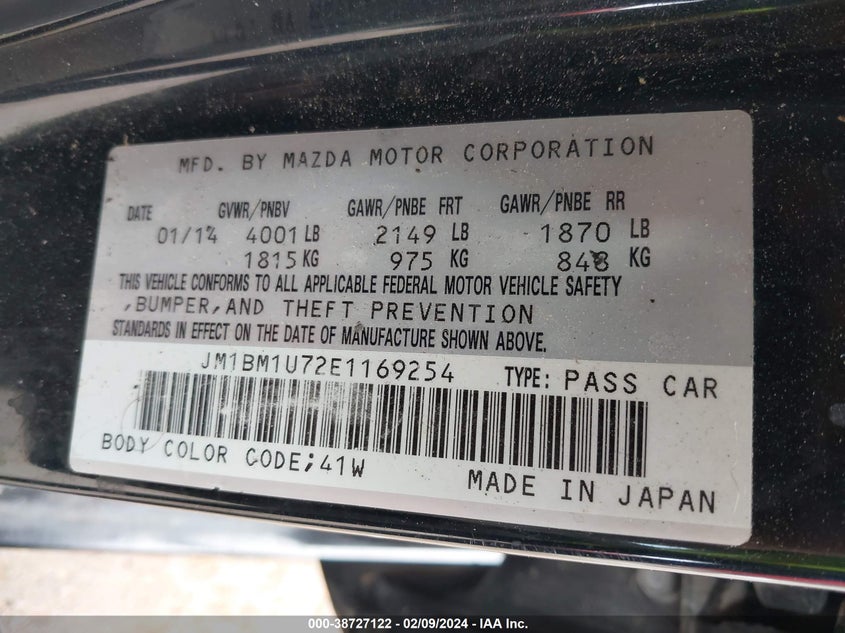 MFD. BY MAZDA MOTOR CORPORATION
DATE GVWR/PNBV GAWR/PNBE FRT GAWR/PNBE RR
01/14 4001 LB 2149 LB 1870 LB
1815 KG 975 KG 848 KG
THIS VEHICLE CONFORMS TO ALL APPLICABLE FEDERAL MOTOR VEHICLE SAFETY
,BUMPER,AND THEFT PREVENTION
STANDARDS IN EFFECT ON THE DATE OF MANUFACTURE SHOWN ABOVE.
JM1BM1U72E1169254 TYPE: PASS CAR
BODY COLOR CODE;41W
MADE IN JAPAN
000-38727122 - 02/09/2024 - IAA Inc.